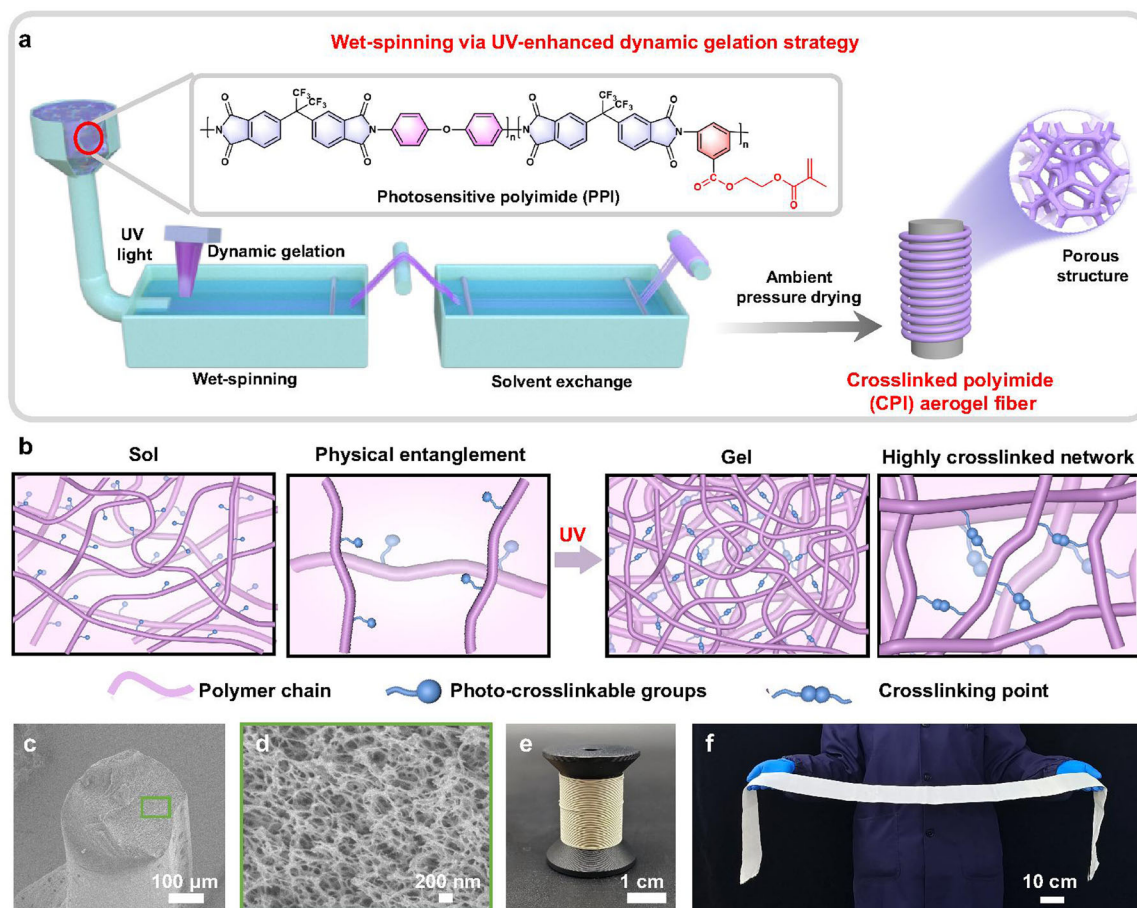 a
Wet-spinning via UV-enhanced dynamic gelation strategy
O
O
CF₃
CF₃
O
O
N
N
O
O
O
n
O
O
CF₃
CF₃
O
O
N
N
O
O
n
C
O
O
O
O
Photosensitive polyimide (PPI)
UV
light
Dynamic gelation
Wet-spinning
Solvent exchange
Ambient
pressure drying
Porous
structure
Crosslinked polyimide
(CPI) aerogel fiber
b
Sol
Physical entanglement
UV
Gel
Highly crosslinked network
Polymer chain
Photo-crosslinkable groups
Crosslinking point
c
100 μm
d
200 nm
e
1 cm
f
10 cm